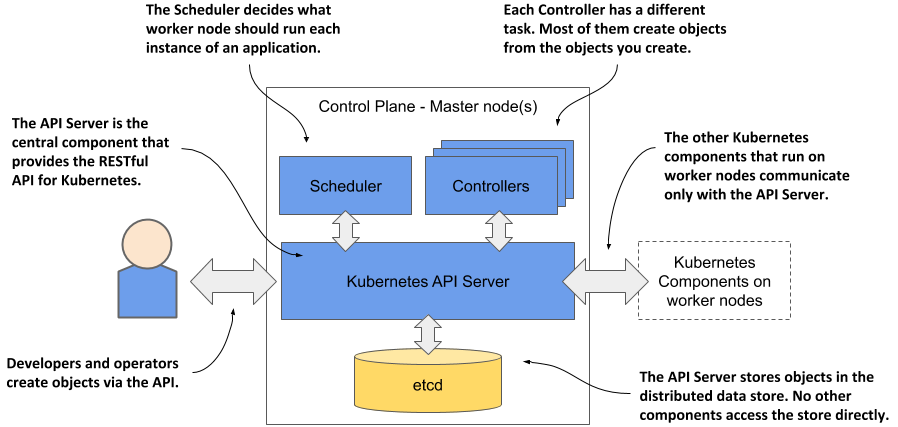 The Scheduler decides what
worker node should run each
instance of an application.
Each Controller has a different
task. Most of them create objects
from the objects you create.
Control Plane - Master node(s)
The API Server is the
central component that
provides the RESTful
API for Kubernetes.
The other Kubernetes
components that run on
worker nodes communicate
only with the API Server.
Scheduler
Controllers
Kubernetes API Server
Kubernetes
Components on
worker nodes
Developers and operators
create objects via the API.
etcd
The API Server stores objects in the
distributed data store. No other
components access the store directly.